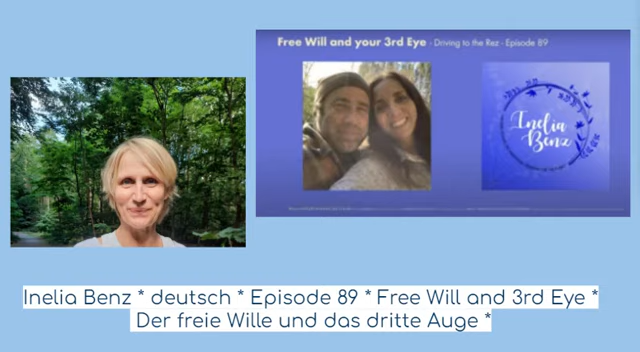 Free Will and your 3rd Eye - Driving to the Rez - Episode 89
Inelia
Benz
Inelia Benz * deutsch * Episode 89 * Free Will and 3rd Eye *
Der freie Wille und das dritte Auge *